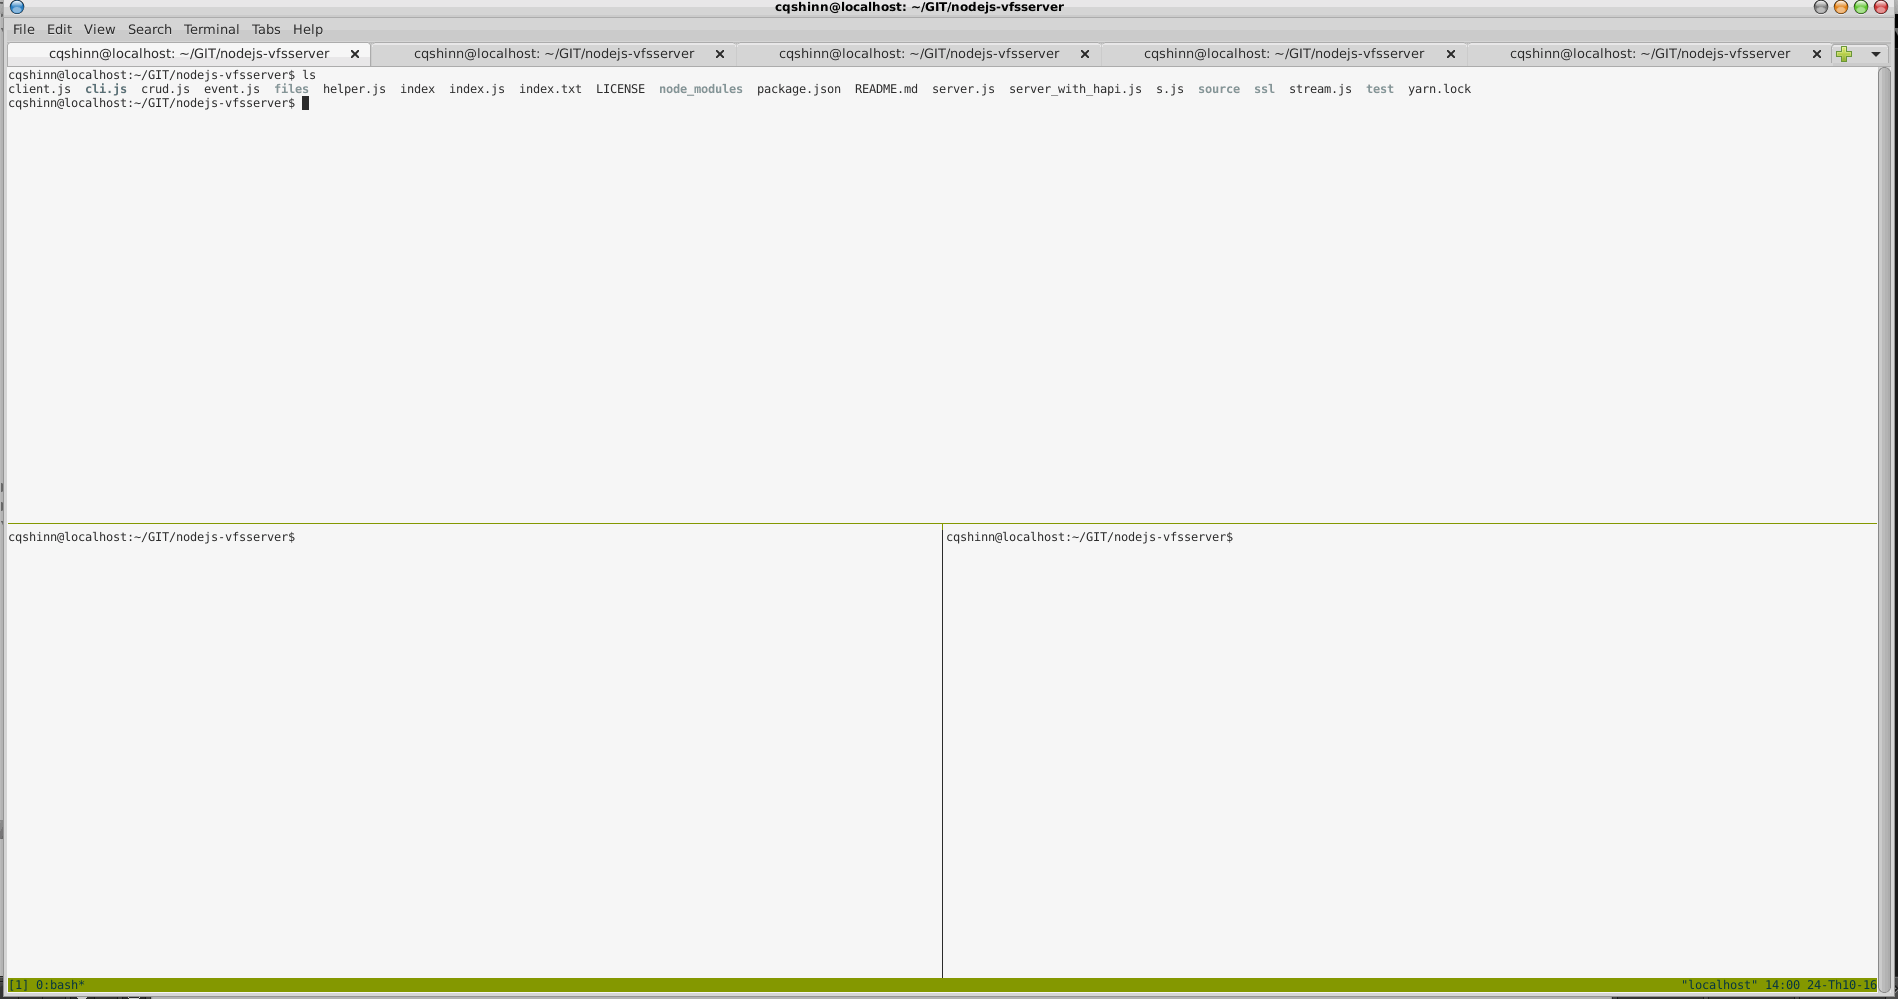 cqshinn@localhost: ~/GIT/nodejs-vfsserver
File Edit View Search Terminal Tabs Help
cqshinn@localhost: ~/GIT/nodejs-vfsserver cqshinn@localhost: ~/GIT/nodejs-vfsserver cqshinn@localhost: ~/GIT/nodejs-vfsserver cqshinn@localhost: ~/GIT/nodejs-vfsserver cqshinn@localhost: ~/GIT/nodejs-vfsserver
cqshinn@localhost:~/GIT/nodejs-vfsserver$ ls
client.js cli.js crud.js event.js files helper.js index index.js index.txt LICENSE node_modules package.json README.md server.js server_with_hapi.js s.js source ssl stream.js test yarn.lock
cqshinn@localhost:~/GIT/nodejs-vfsserver$
cqshinn@localhost:~/GIT/nodejs-vfsserver$
cqshinn@localhost:~/GIT/nodejs-vfsserver$
[1] 0:bash* "localhost" 14:00 24-Th10-16